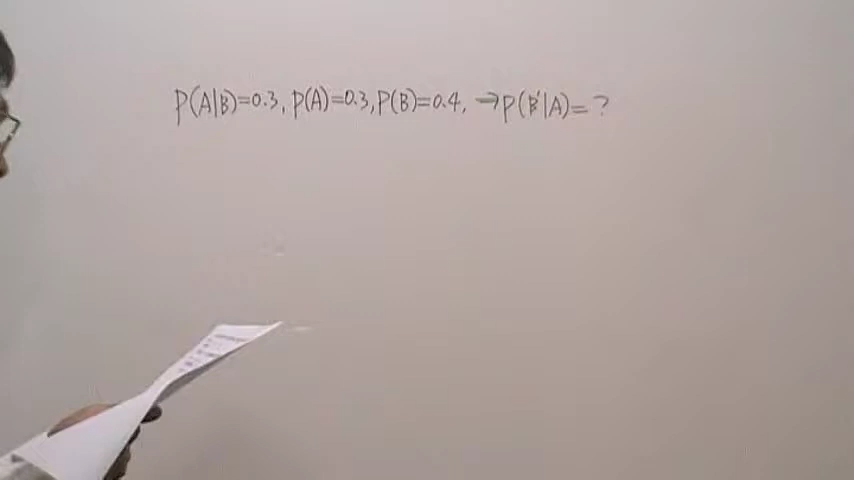 P(A|B)=0.3, P(A)=0.3, P(B)=0.4, → P(B'|A)= ?